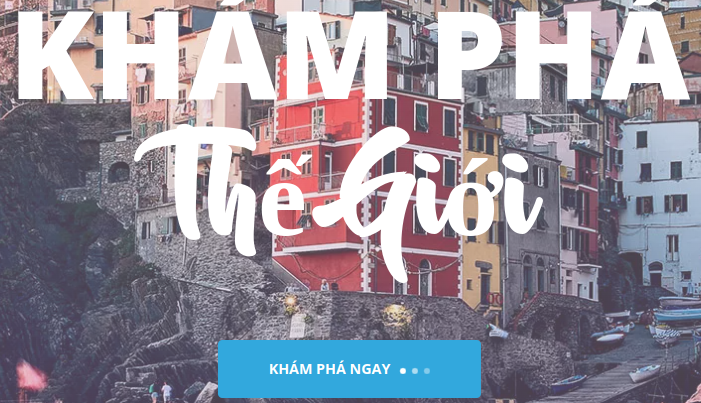 KHÁM PHÁ
Thế Giới
KHÁM PHÁ NGAY